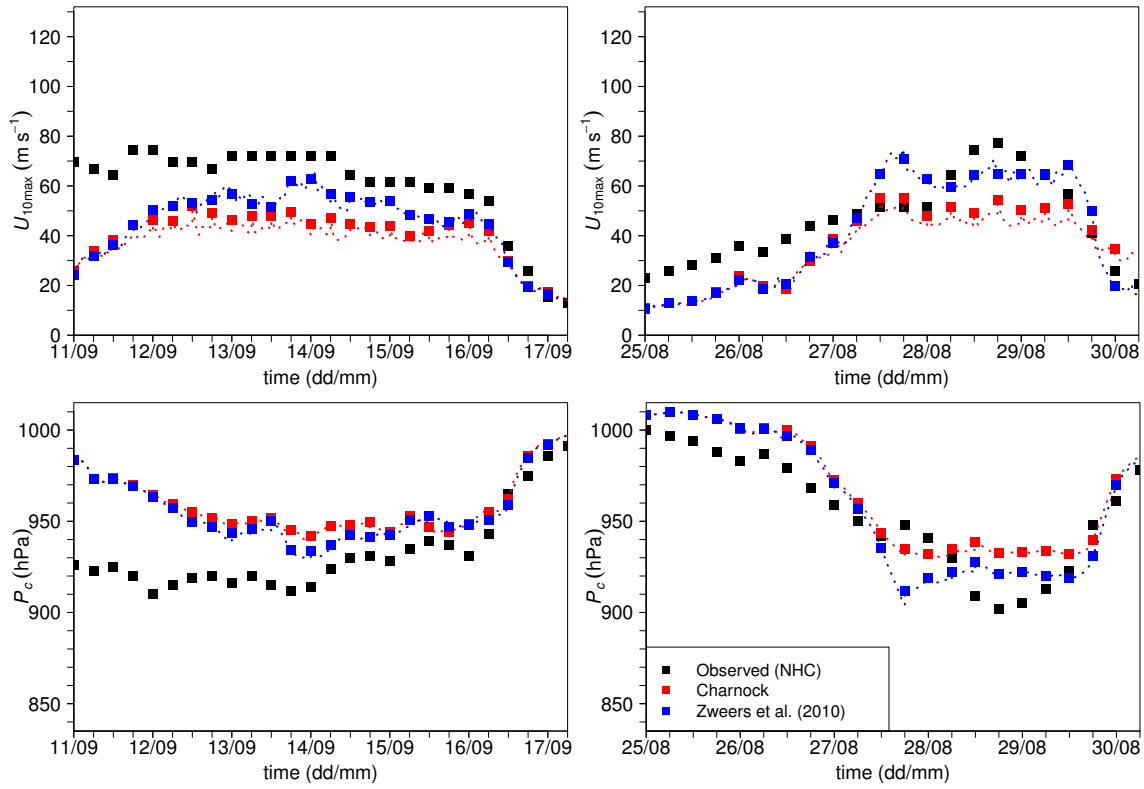 120
100
80
60
40
20
0
U10max (m s−1)
11/09 12/09 13/09 14/09 15/09 16/09 17/09
time (dd/mm)
120
100
80
60
40
20
0
U10max (m s−1)
25/08 26/08 27/08 28/08 29/08 30/08
time (dd/mm)
1000
950
900
850
Pc (hPa)
11/09 12/09 13/09 14/09 15/09 16/09 17/09
time (dd/mm)
1000
950
900
850
Pc (hPa)
Observed (NHC)
Charnock
Zweers et al. (2010)
25/08 26/08 27/08 28/08 29/08 30/08
time (dd/mm)